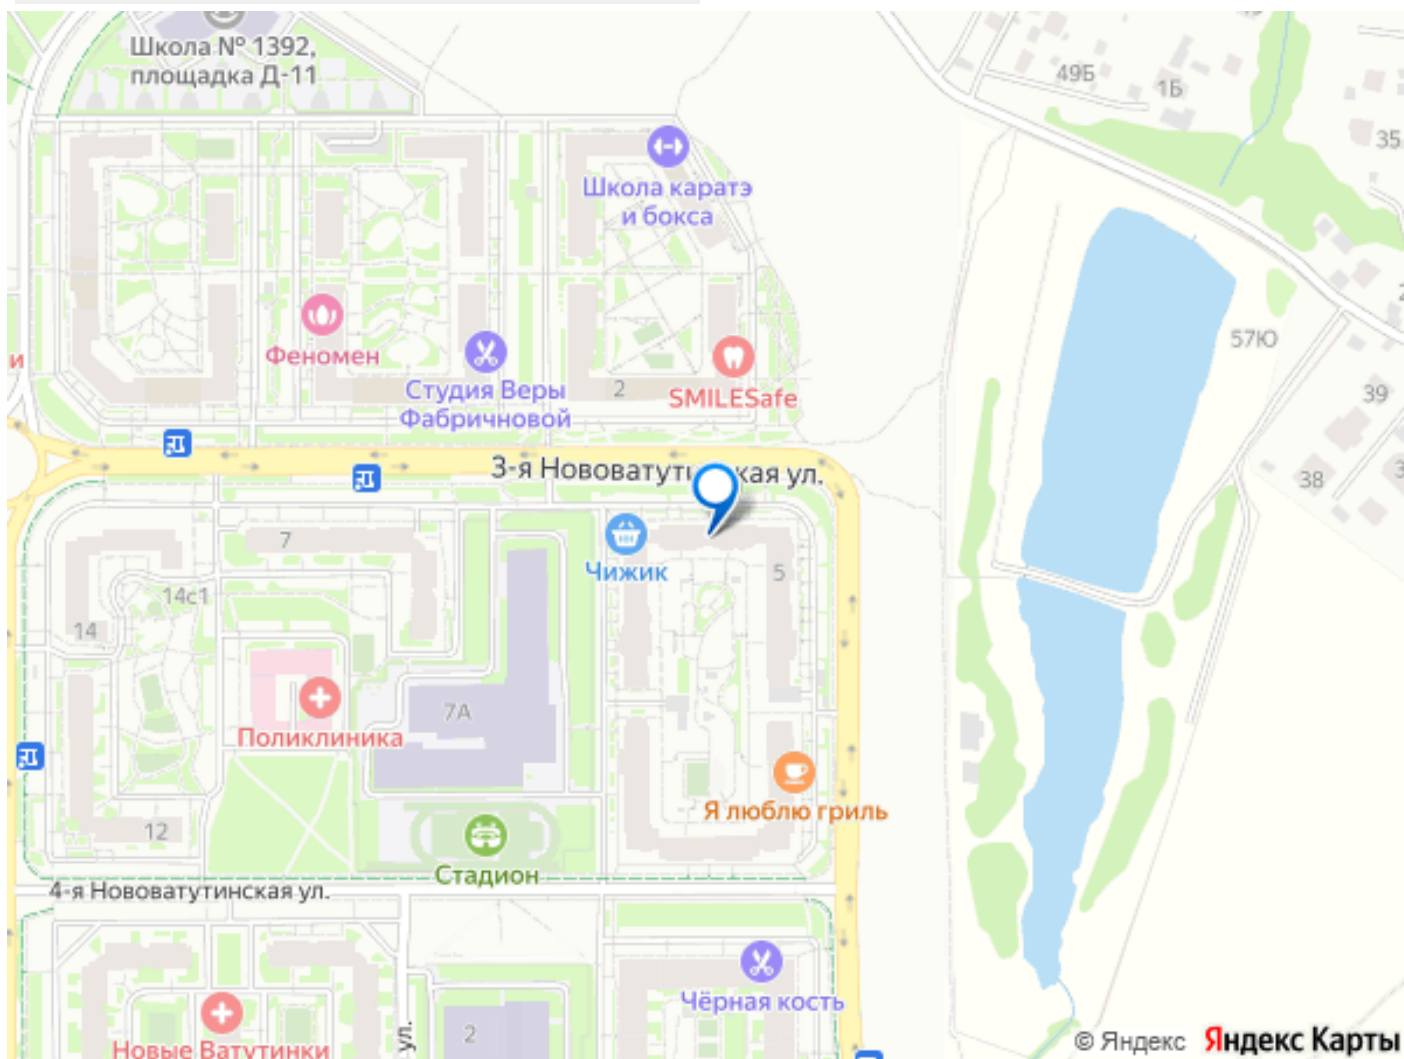 Школа № 1392,
площадка Д-11
49Б
1Б
35
Школа каратэ
и бокса
57Ю
и
Феномен
Студия Веры
Фабричновой
2
SMILESafe
39
38
3-я Нововатутинская ул.
7
Чижик
5
14с1
14
7А
Поликлиника
Я люблю гриль
12
Стадион
4-я Нововатутинская ул.
Чёрная кость
2
ул.
Новые Ватутинки
© Яндекс Яндекс Карты